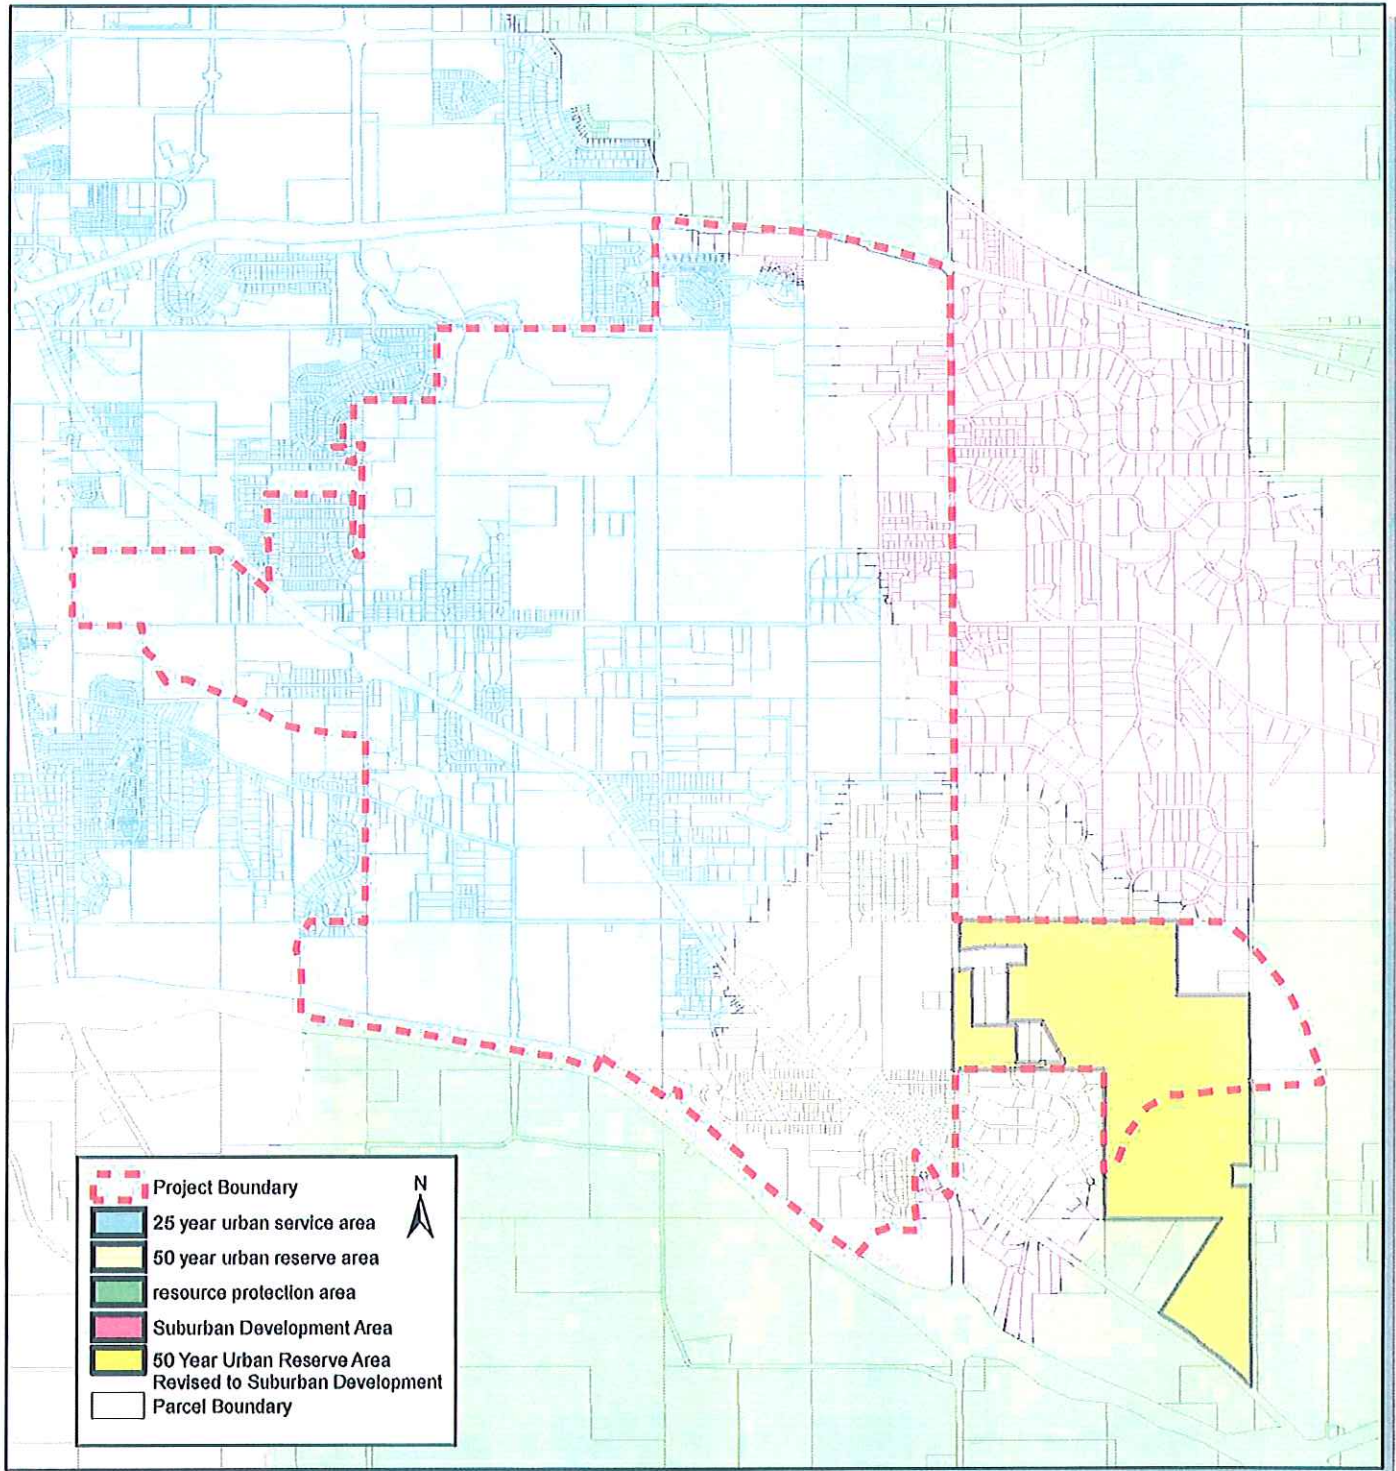 N
Project Boundary
25 year urban service area
50 year urban reserve area
resource protection area
Suburban Development Area
50 Year Urban Reserve Area
Revised to Suburban Development
Parcel Boundary